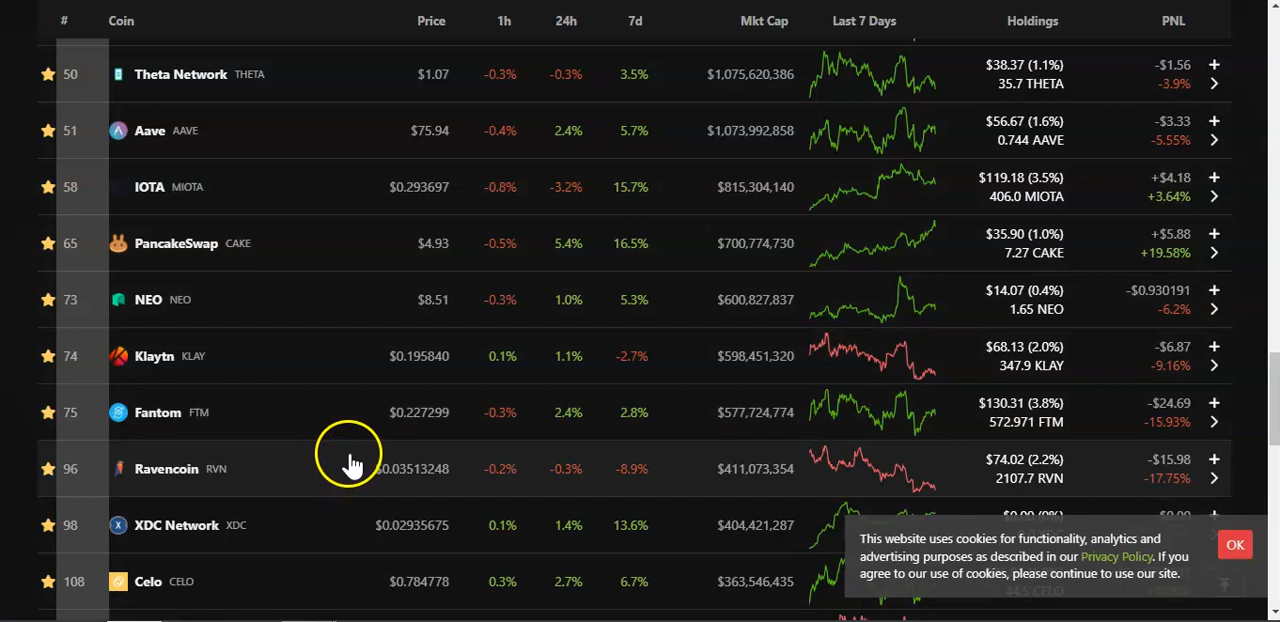 # Coin Price 1h 24h 7d Mkt Cap Last 7 Days Holdings PNL
50 Theta Network THETA $1.07 -0.3% -0.3% 3.5% $1,075,620,386 $38.37 (1.1%) -$1.56 +
35.7 THETA -3.9%
51 Aave AAVE $75.94 -0.4% 2.4% 5.7% $1,073,992,858 $56.67 (1.6%) -$3.33 +
0.744 AAVE -5.55%
58 IOTA MIOTA $0.293697 -0.8% -3.2% 15.7% $815,304,140 $119.18 (3.5%) +$4.18 +
406.0 MIOTA +3.64%
65 PancakeSwap CAKE $4.93 -0.5% 5.4% 16.5% $700,774,730 $35.90 (1.0%) +$5.88 +
7.27 CAKE +19.58%
73 NEO NEO $8.51 -0.3% 1.0% 5.3% $600,827,837 $14.07 (0.4%) -$0.930191 +
1.65 NEO -6.2%
74 Klaytn KLAY $0.195840 0.1% 1.1% -2.7% $598,451,320 $68.13 (2.0%) -$6.87 +
347.9 KLAY -9.16%
75 Fantom FTM $0.227299 -0.3% 2.4% 2.8% $577,724,774 $130.31 (3.8%) -$24.69 +
572.971 FTM -15.93%
96 Ravencoin RVN $0.03513248 -0.2% -0.3% -8.9% $411,073,354 $74.02 (2.2%) -$15.98 +
2107.7 RVN -17.75%
98 XDC Network XDC $0.02935675 0.1% 1.4% 13.6% $404,421,287
108 Celo CELO $0.784778 0.3% 2.7% 6.7% $363,546,435
44.5 CELO
This website uses cookies for functionality, analytics and
advertising purposes as described in our Privacy Policy. If you
agree to our use of cookies, please continue to use our site.
OK